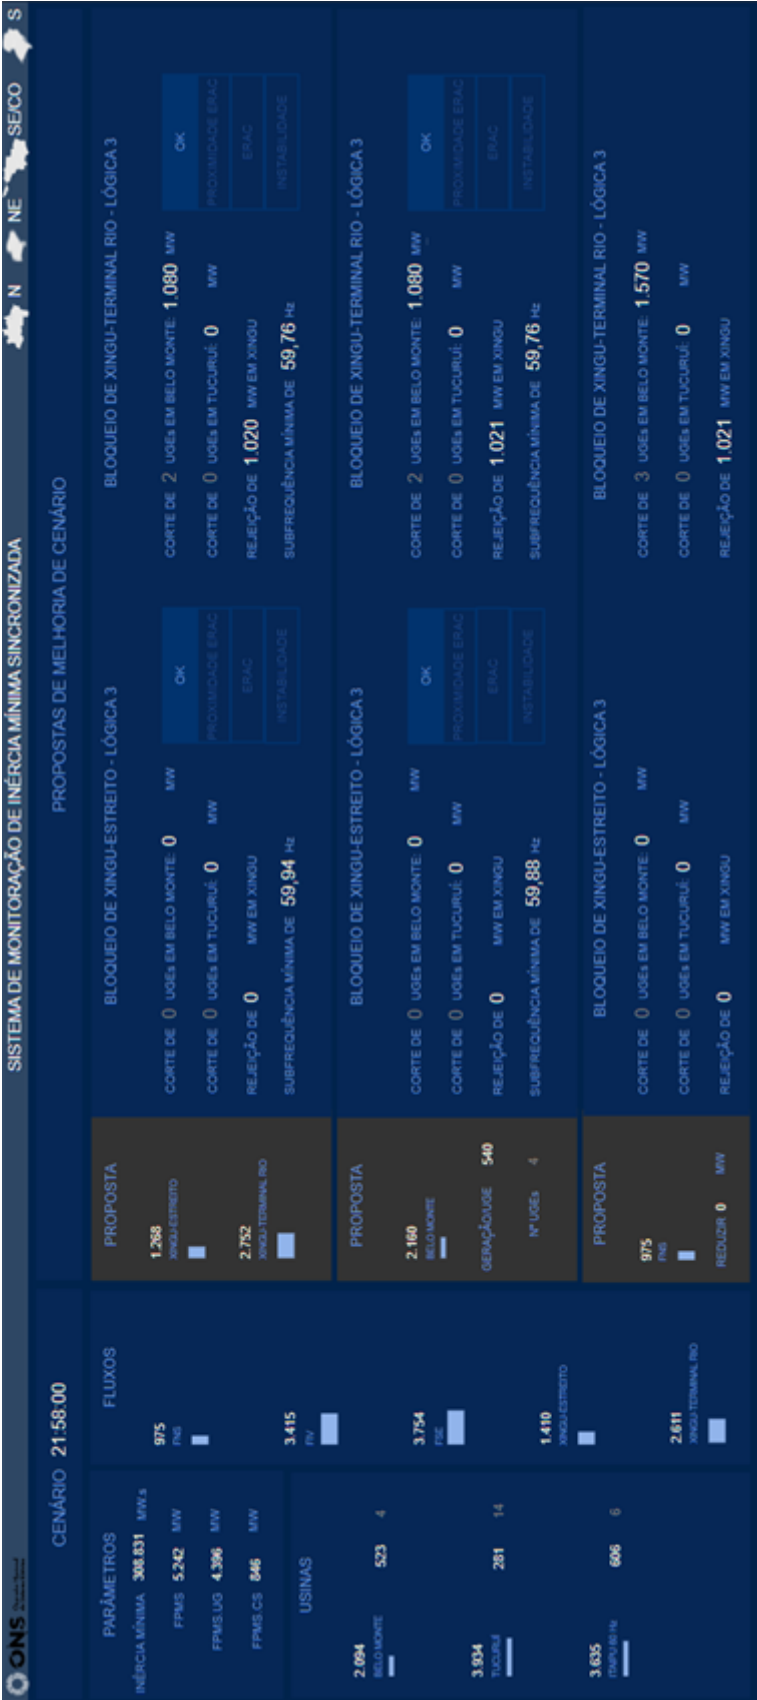 ONS
SISTEMA DE MONITORAÇÃO DE INÉRCIA MÍNIMA SINCRONIZADA
N
NE
SE/CO
S
CENÁRIO 21:58:00
PROPOSTAS DE MELHORIA DE CENÁRIO
PARÂMETROS
INÉRCIA MÍNIMA 308.831 MW.s
FPMS 5.242 MW
FPMS.UG 4.396 MW
FPMS.CS 846 MW
USINAS
2.094 523 4
BELO MONTE
3.934 281 14
TUCURUÍ
3.635 606 6
ITAIPU 60 Hz
FLUXOS
975
FNS
3.415
FIV
3.754
FSE
1.410
XINGU-ESTREITO
2.611
XINGU-TERMINAL RIO
PROPOSTA
1.268
XINGU-ESTREITO
2.752
XINGU-TERMINAL RIO
BLOQUEIO DE XINGU-ESTREITO - LÓGICA 3
CORTE DE 0 UGEs EM BELO MONTE: 0 MW
CORTE DE 0 UGEs EM TUCURUÍ: 0 MW
REJEIÇÃO DE 0 MW EM XINGU
SUBFREQUÊNCIA MÍNIMA DE 59,94 Hz
OK
PROXIMIDADE ERAC
ERAC
INSTABILIDADE
BLOQUEIO DE XINGU-TERMINAL RIO - LÓGICA 3
CORTE DE 2 UGEs EM BELO MONTE: 1.080 MW
CORTE DE 0 UGEs EM TUCURUÍ: 0 MW
REJEIÇÃO DE 1.020 MW EM XINGU
SUBFREQUÊNCIA MÍNIMA DE 59,76 Hz
OK
PROXIMIDADE ERAC
ERAC
INSTABILIDADE
PROPOSTA
2.160
BELO MONTE
GERAÇÃO/UGE 540
Nº UGEs 4
BLOQUEIO DE XINGU-ESTREITO - LÓGICA 3
CORTE DE 0 UGEs EM BELO MONTE: 0 MW
CORTE DE 0 UGEs EM TUCURUÍ: 0 MW
REJEIÇÃO DE 0 MW EM XINGU
SUBFREQUÊNCIA MÍNIMA DE 59,88 Hz
OK
PROXIMIDADE ERAC
ERAC
INSTABILIDADE
BLOQUEIO DE XINGU-TERMINAL RIO - LÓGICA 3
CORTE DE 2 UGEs EM BELO MONTE: 1.080 MW
CORTE DE 0 UGEs EM TUCURUÍ: 0 MW
REJEIÇÃO DE 1.021 MW EM XINGU
SUBFREQUÊNCIA MÍNIMA DE 59,76 Hz
OK
PROXIMIDADE ERAC
ERAC
INSTABILIDADE
PROPOSTA
975
FNS
REDUZIR 0 MW
BLOQUEIO DE XINGU-ESTREITO - LÓGICA 3
CORTE DE 0 UGEs EM BELO MONTE: 0 MW
CORTE DE 0 UGEs EM TUCURUÍ: 0 MW
REJEIÇÃO DE 0 MW EM XINGU
BLOQUEIO DE XINGU-TERMINAL RIO - LÓGICA 3
CORTE DE 3 UGEs EM BELO MONTE: 1.570 MW
CORTE DE 0 UGEs EM TUCURUÍ: 0 MW
REJEIÇÃO DE 1.021 MW EM XINGU